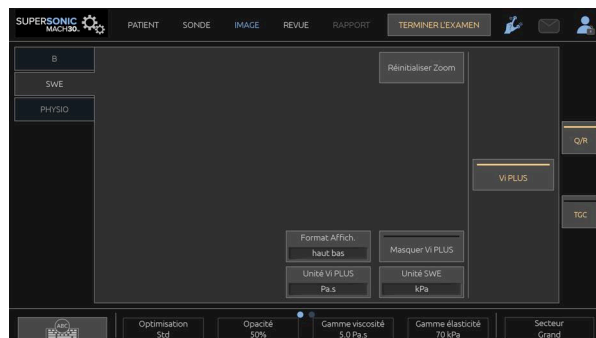 SUPERSONIC
MACH30.
PATIENT
SONDE
IMAGE
REVUE
RAPPORT
TERMINER L'EXAMEN
B
SWE
PHYSIO
Réinitialiser Zoom
Q/R
Vi PLUS
TGC
Format Affich.
haut bas
Masquer Vi PLUS
Unité Vi PLUS
Pa.s
Unité SWE
kPa
ABC
Optimisation
Std
Opacité
50%
Gamme viscosité
5.0 Pa.s
Gamme élasticité
70 kPa
Secteur
Grand